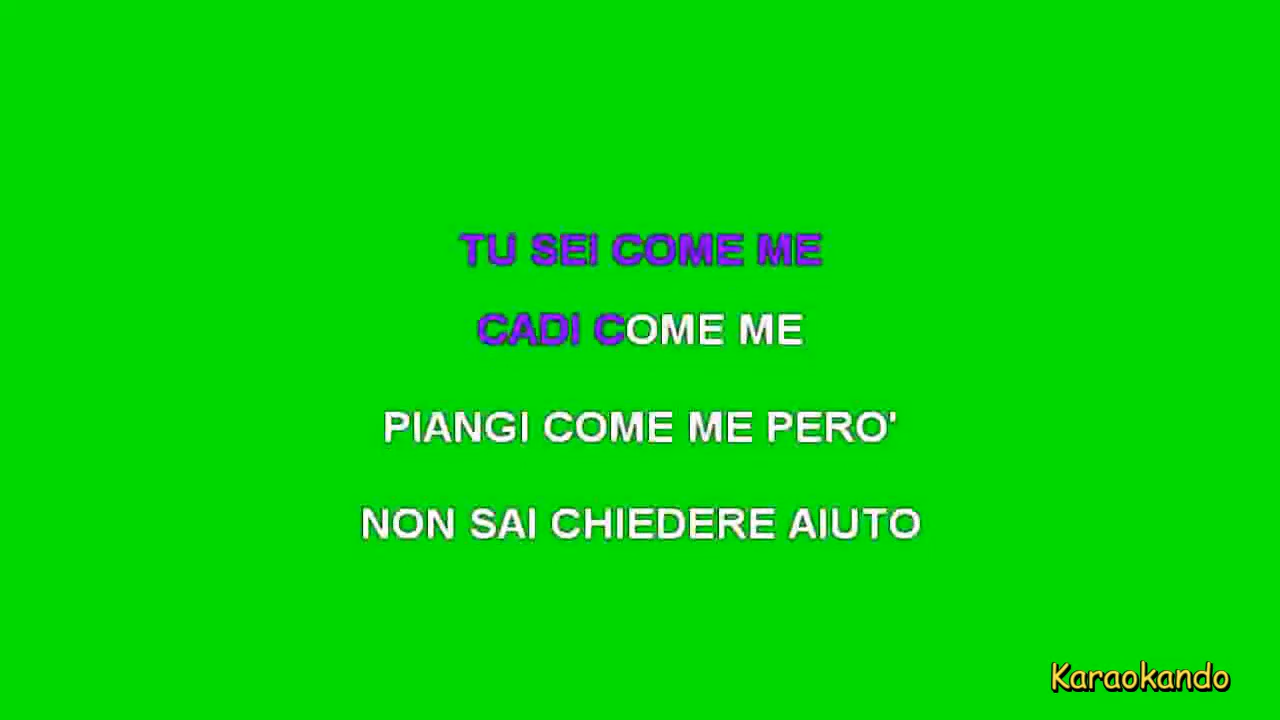 TU SEI COME ME
CADI COME ME
PIANGI COME ME PERO'
NON SAI CHIEDERE AIUTO
Karaokando